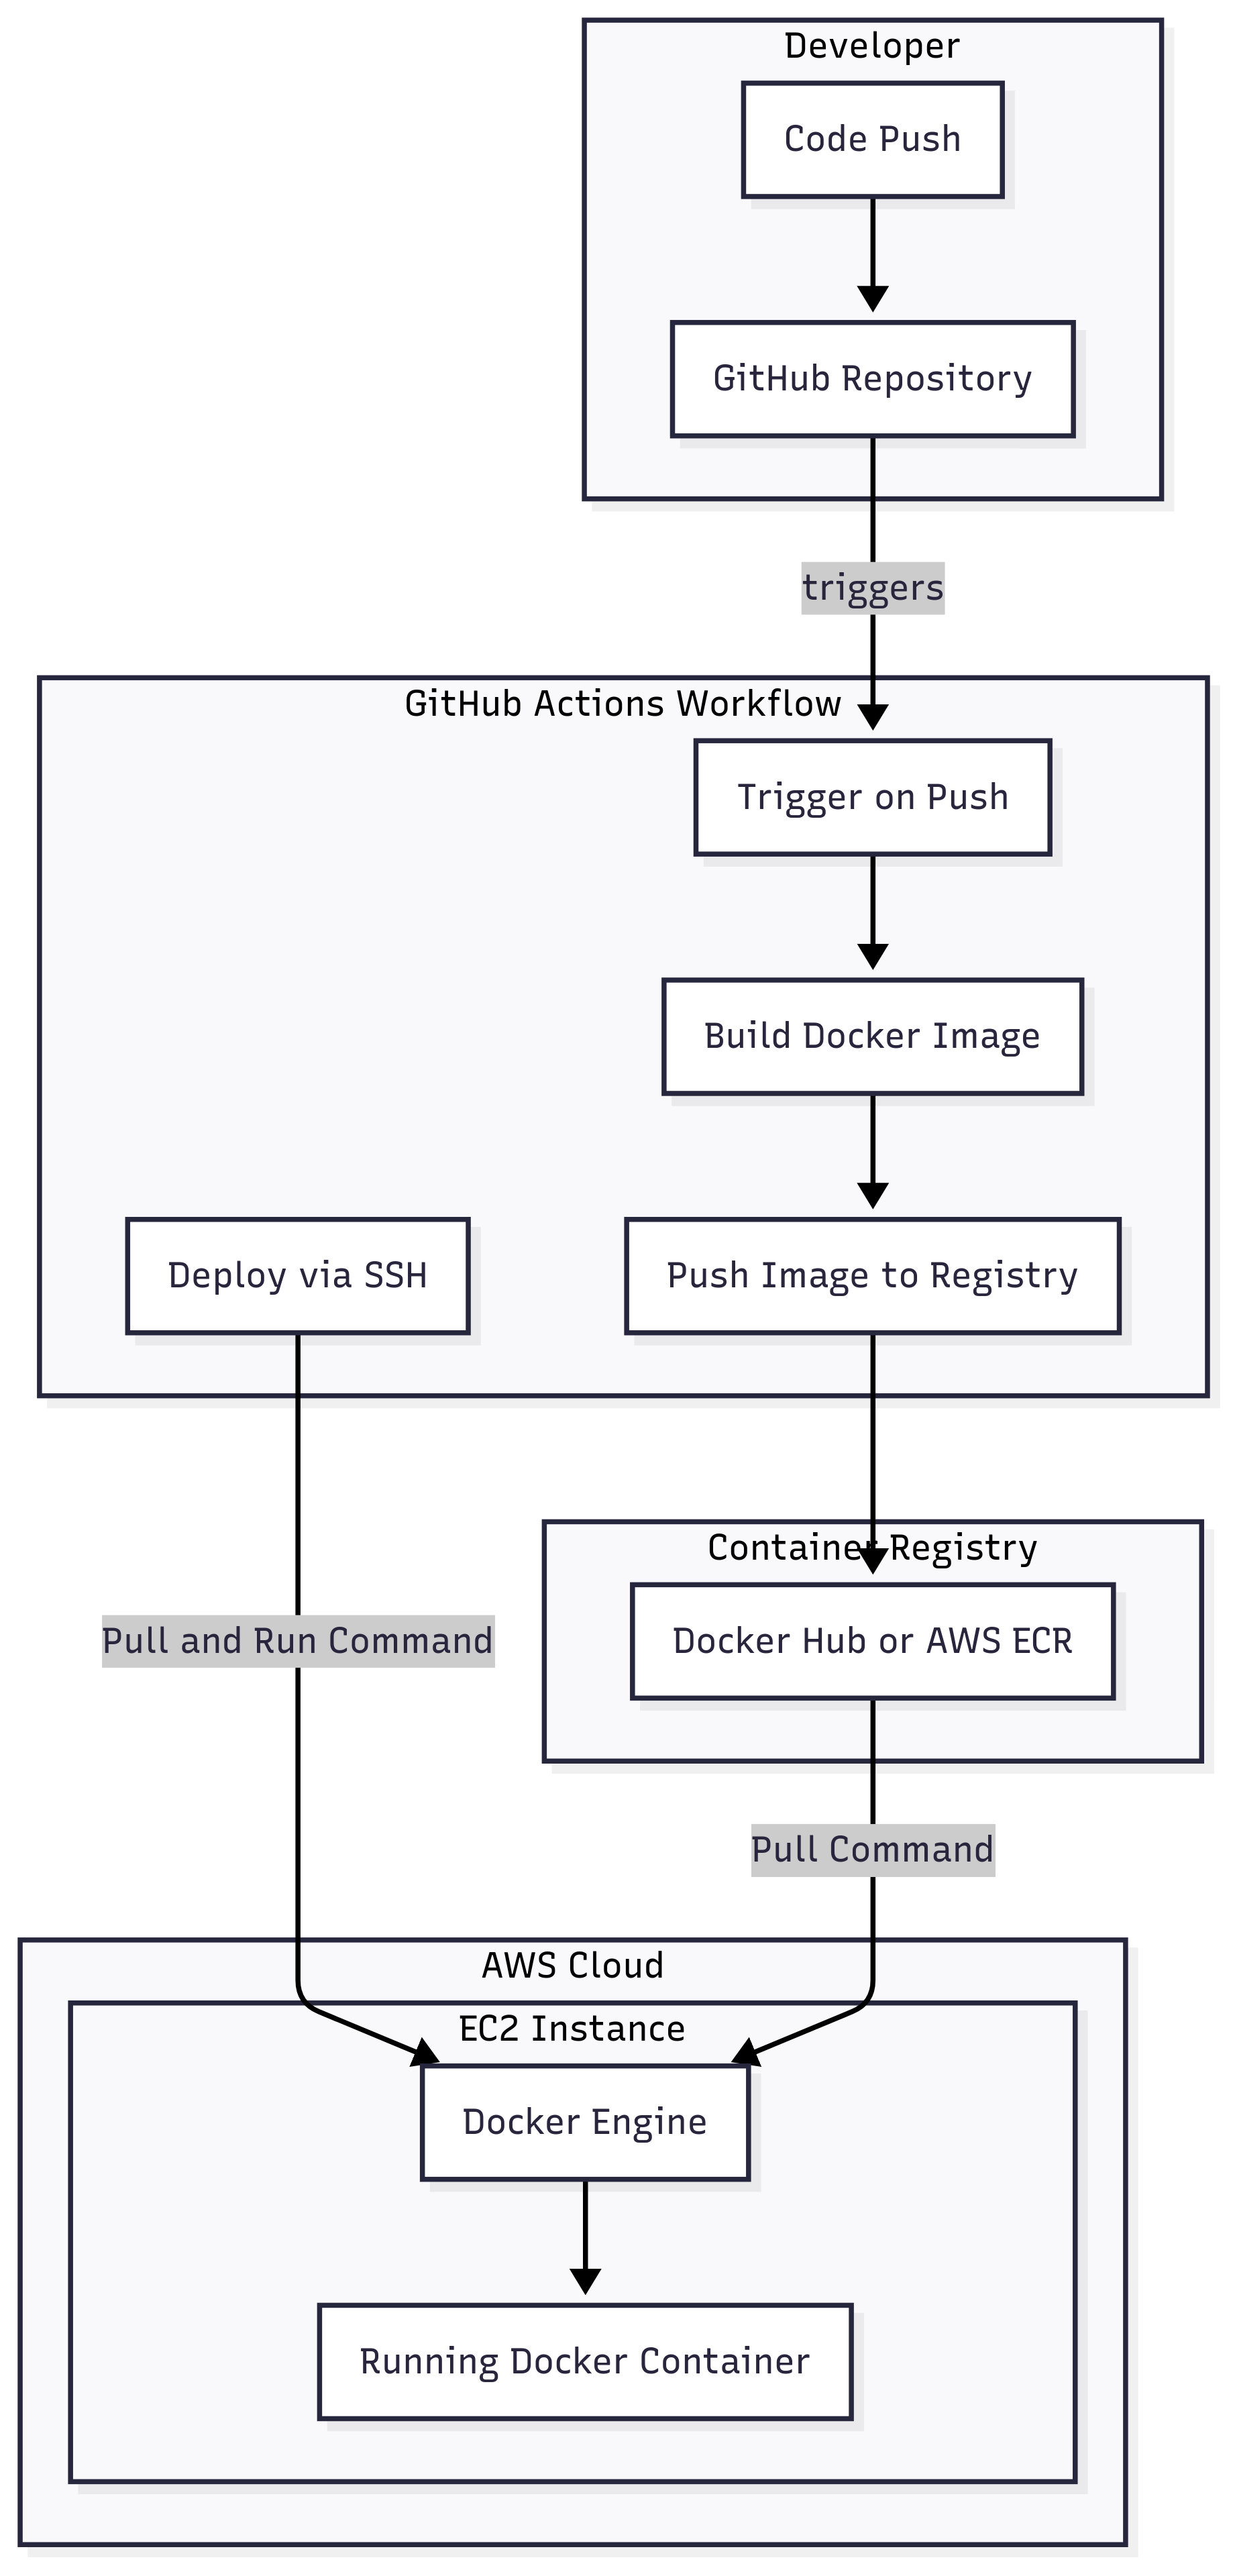 Developer
Code Push
GitHub Repository
triggers
GitHub Actions Workflow
Trigger on Push
Build Docker Image
Deploy via SSH
Push Image to Registry
Container Registry
Pull and Run Command
Docker Hub or AWS ECR
Pull Command
AWS Cloud
EC2 Instance
Docker Engine
Running Docker Container